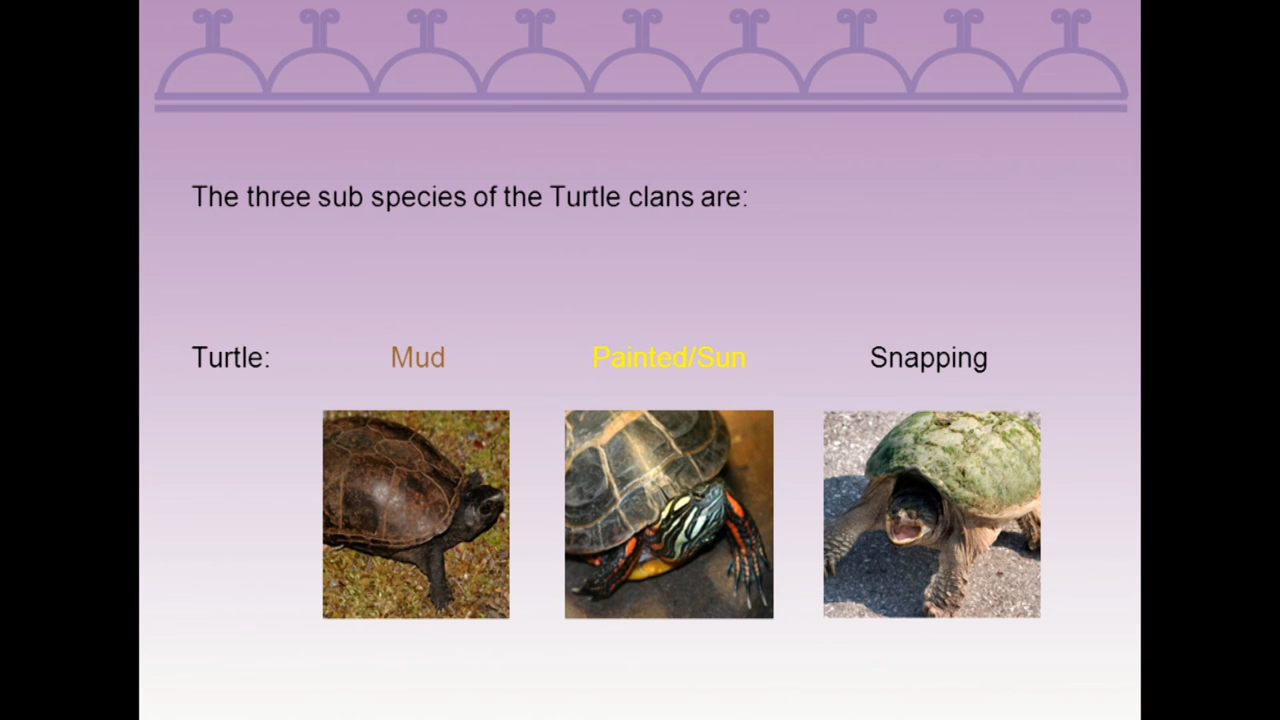 The three sub species of the Turtle clans are:
Turtle: Mud Painted/Sun Snapping